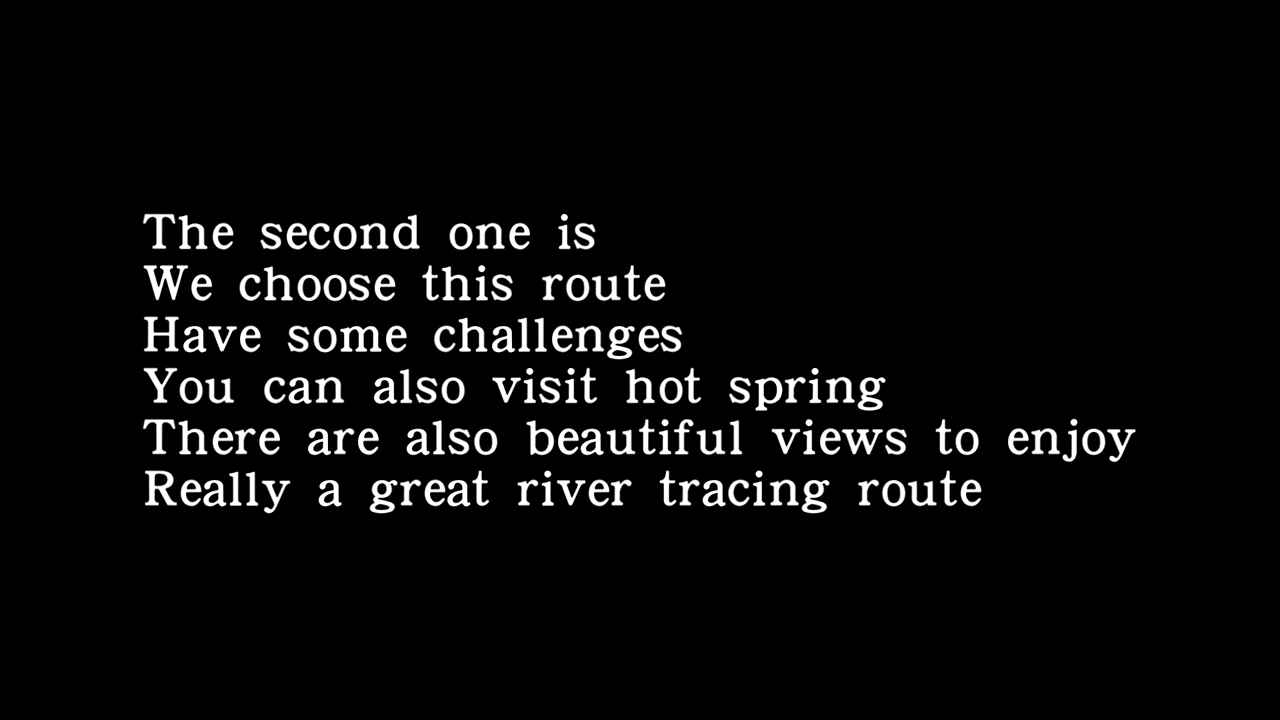 The second one is
We choose this route
Have some challenges
You can also visit hot spring
There are also beautiful views to enjoy
Really a great river tracing route